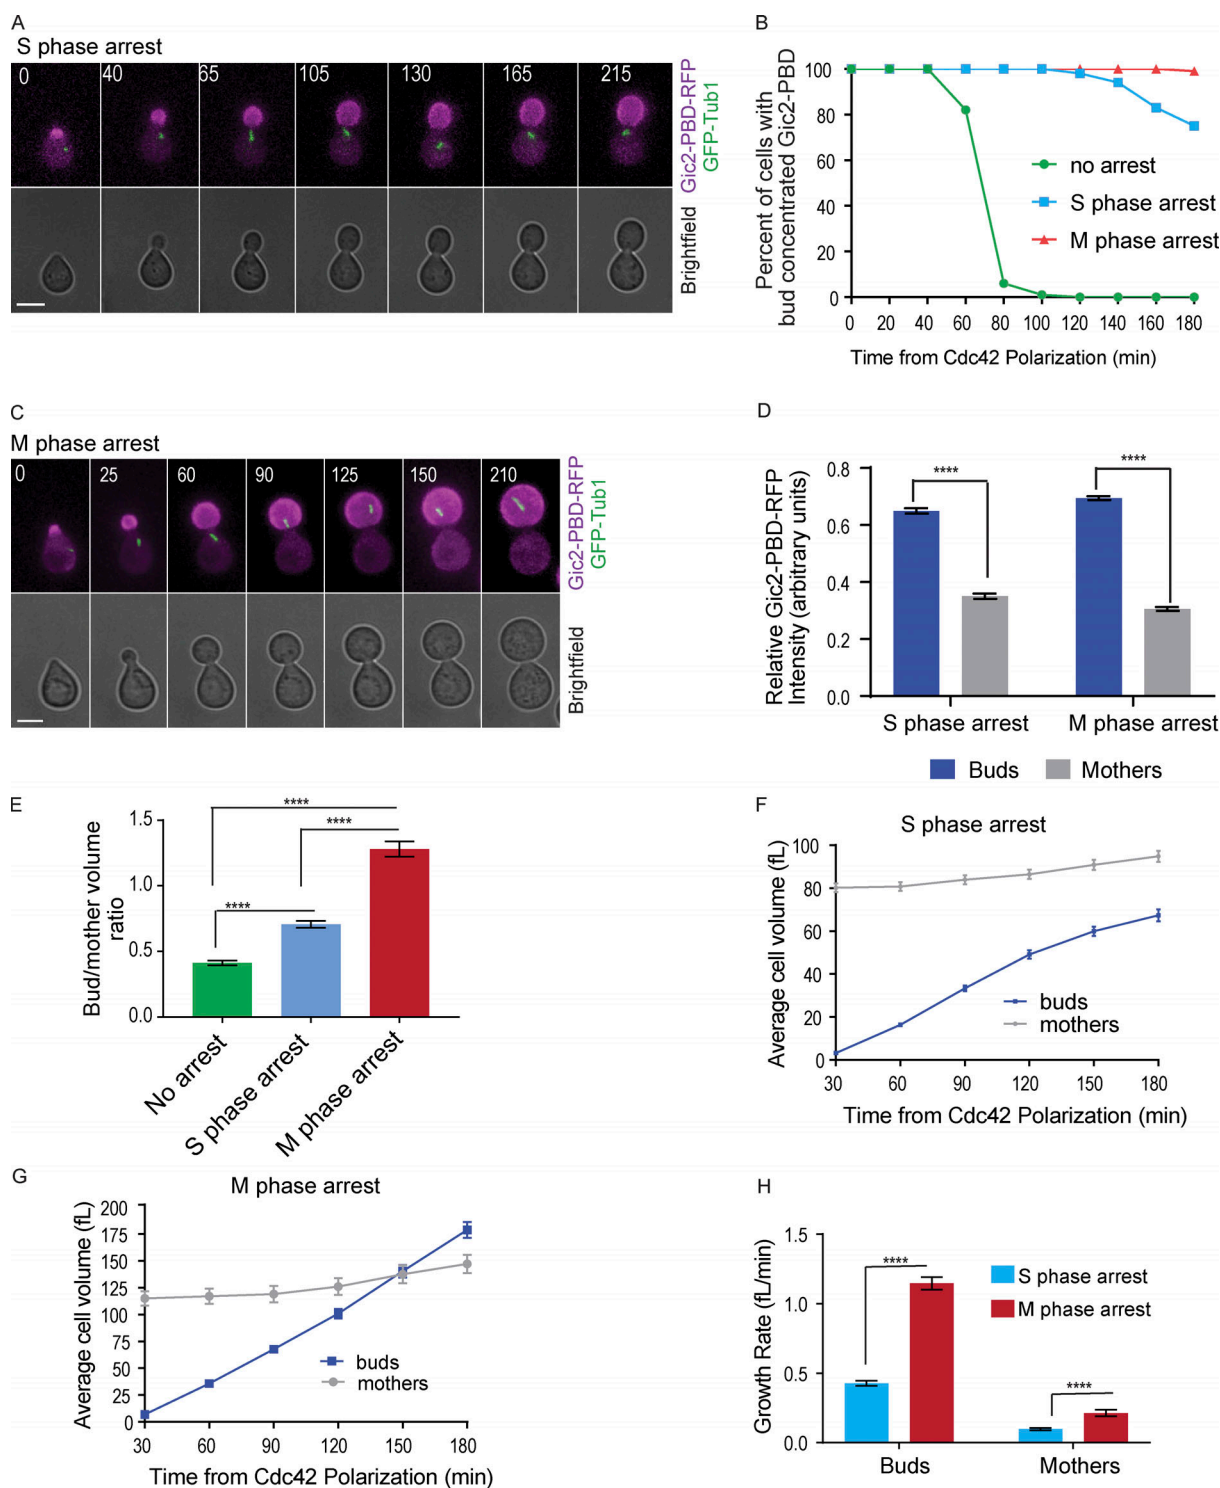 A
S phase arrest
0 40 65 105 130 165 215
Gic2-PBD-RFP
GFP-Tub1
Brightfield
B
Percent of cells with
bud concentrated Gic2-PBD
100
80
60
40
20
0
no arrest
S phase arrest
M phase arrest
0 20 40 60 80 100 120 140 160 180
Time from Cdc42 Polarization (min)
C
M phase arrest
0 25 60 90 125 150 210
Gic2-PBD-RFP
GFP-Tub1
Brightfield
D
Relative Gic2-PBD-RFP
Intensity (arbitrary units)
0.8
0.6
0.4
0.2
0.0
**** ****
S phase arrest M phase arrest
Buds Mothers
E
Bud/mother volume
ratio
1.5
1.0
0.5
0.0
****
****
****
No arrest
S phase arrest
M phase arrest
F
S phase arrest
Average cell volume (fL)
100
80
60
40
20
0
buds
mothers
30 60 90 120 150 180
Time from Cdc42 Polarization (min)
G
M phase arrest
Average cell volume (fL)
200
175
150
125
100
75
50
25
0
buds
mothers
30 60 90 120 150 180
Time from Cdc42 Polarization (min)
H
Growth Rate (fL/min)
1.5
1.0
0.5
0.0
****
****
S phase arrest
M phase arrest
Buds Mothers